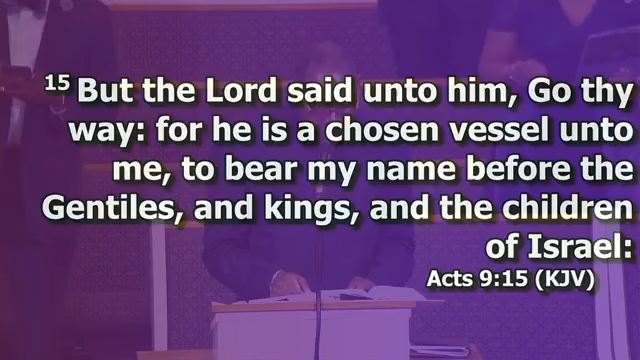 15 But the Lord said unto him, Go thy
way: for he is a chosen vessel unto
me, to bear my name before the
Gentiles, and kings, and the children
of Israel:
Acts 9:15 (KJV)